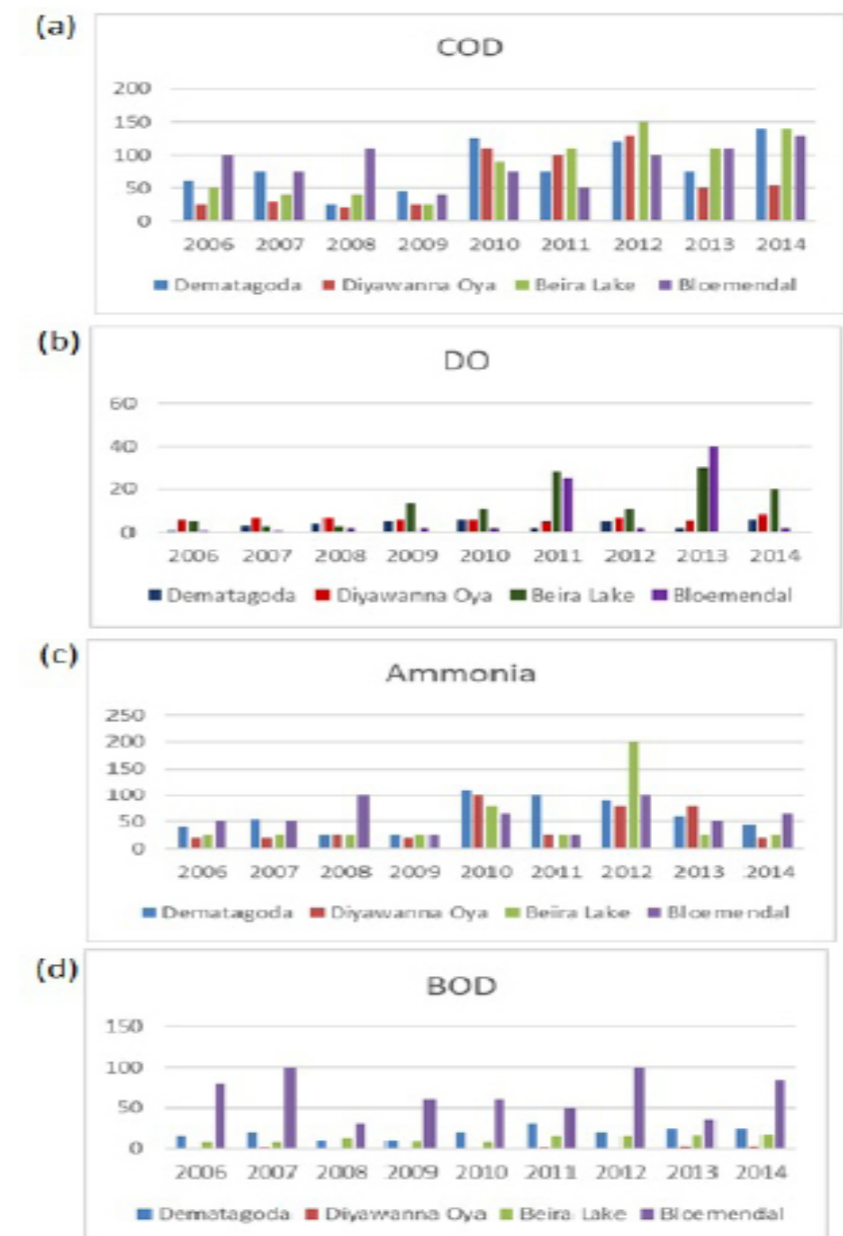 (a)
COD
200
150
100
50
0
2006 2007 2008 2009 2010 2011 2012 2013 2014
Dematagoda Diyawanna Oya Beira Lake Bloemendal
(b)
DO
60
40
20
0
2006 2007 2008 2009 2010 2011 2012 2013 2014
Dematagoda Diyawanna Oya Beira Lake Bloemendal
(c)
Ammonia
250
200
150
100
50
0
2006 2007 2008 2009 2010 2011 2012 2013 2014
Dematagoda Diyawanna Oya Beira Lake Bloemendal
(d)
BOD
150
100
50
0
2006 2007 2008 2009 2010 2011 2012 2013 2014
Dematagoda Diyawanna Oya Beira Lake Bloemendal